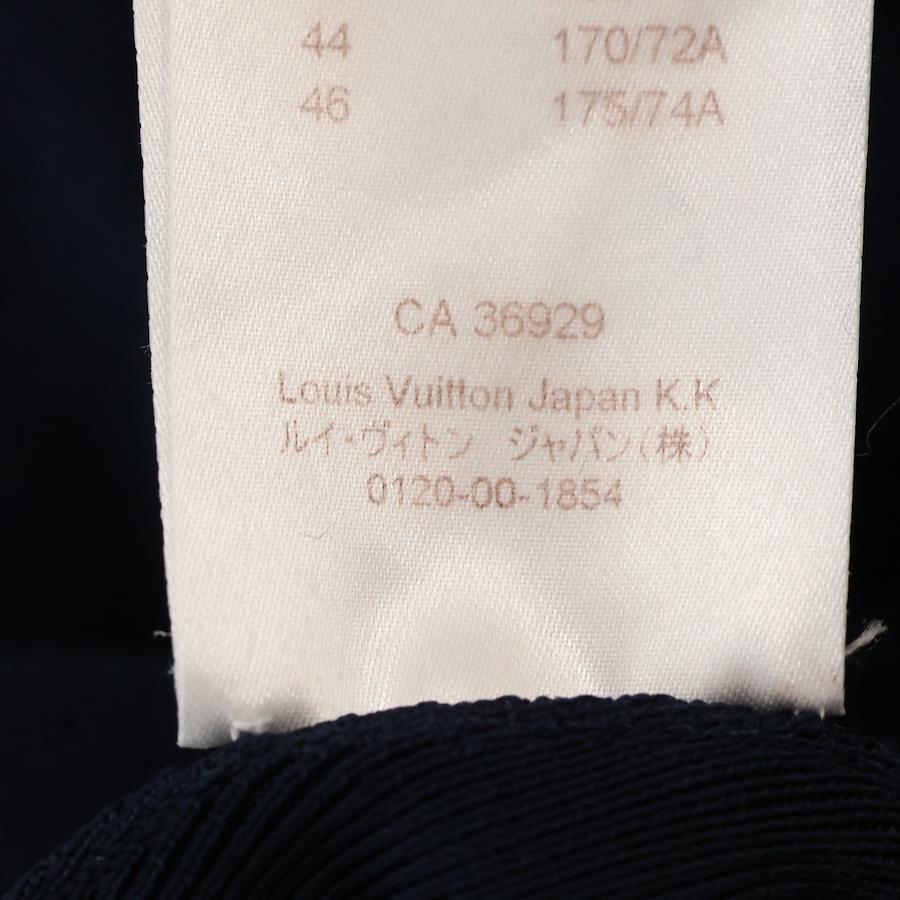 44 170/72A
46 175/74A
CA 36929
Louis Vuitton Japan K.K
ルイ・ヴィトン ジャパン(株)
0120-00-1854